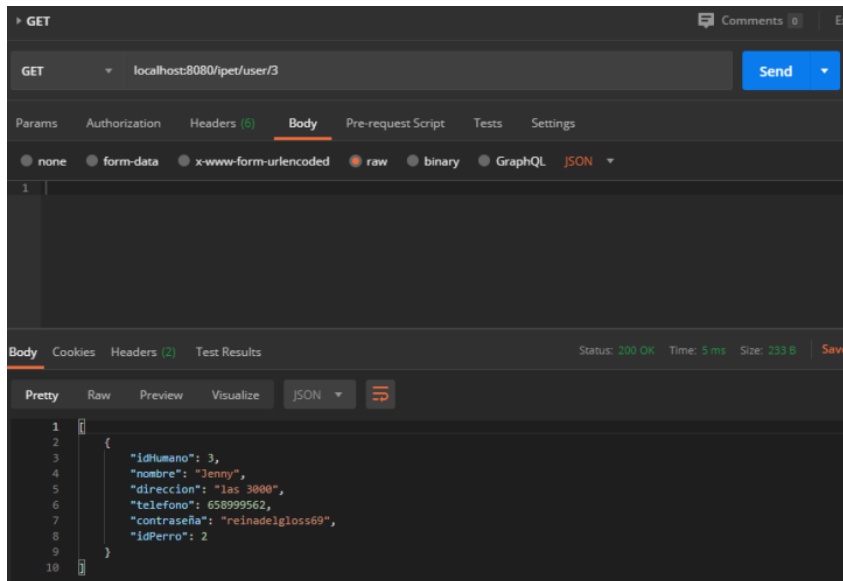 GET
Comments 0
GET localhost:8080/ipet/user/3 Send
Params Authorization Headers (6) Body Pre-request Script Tests Settings
none form-data x-www-form-urlencoded raw binary GraphQL JSON
1
Body Cookies Headers (2) Test Results Status: 200 OK Time: 5 ms Size: 233 B Save
Pretty Raw Preview Visualize JSON
1 [
2 {
3 "idHumano": 3,
4 "nombre": "Jenny",
5 "direccion": "las 3000",
6 "telefono": 658999562,
7 "contraseña": "reinadelgloss69",
8 "idPerro": 2
9 }
10 ]